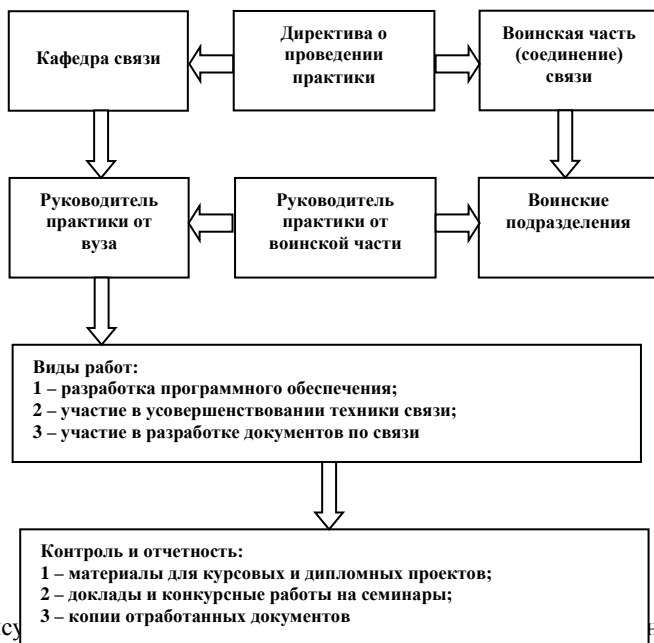 Кафедра связи
Директива о
проведении
практики
Воинская часть
(соединение)
связи
Руководитель
практики от
вуза
Руководитель
практики от
воинской части
Воинские
подразделения
Виды работ:
1 – разработка программного обеспечения;
2 – участие в усовершенствовании техники связи;
3 – участие в разработке документов по связи
Контроль и отчетность:
1 – материалы для курсовых и дипломных проектов;
2 – доклады и конкурсные работы на семинары;
3 – копии отработанных документов